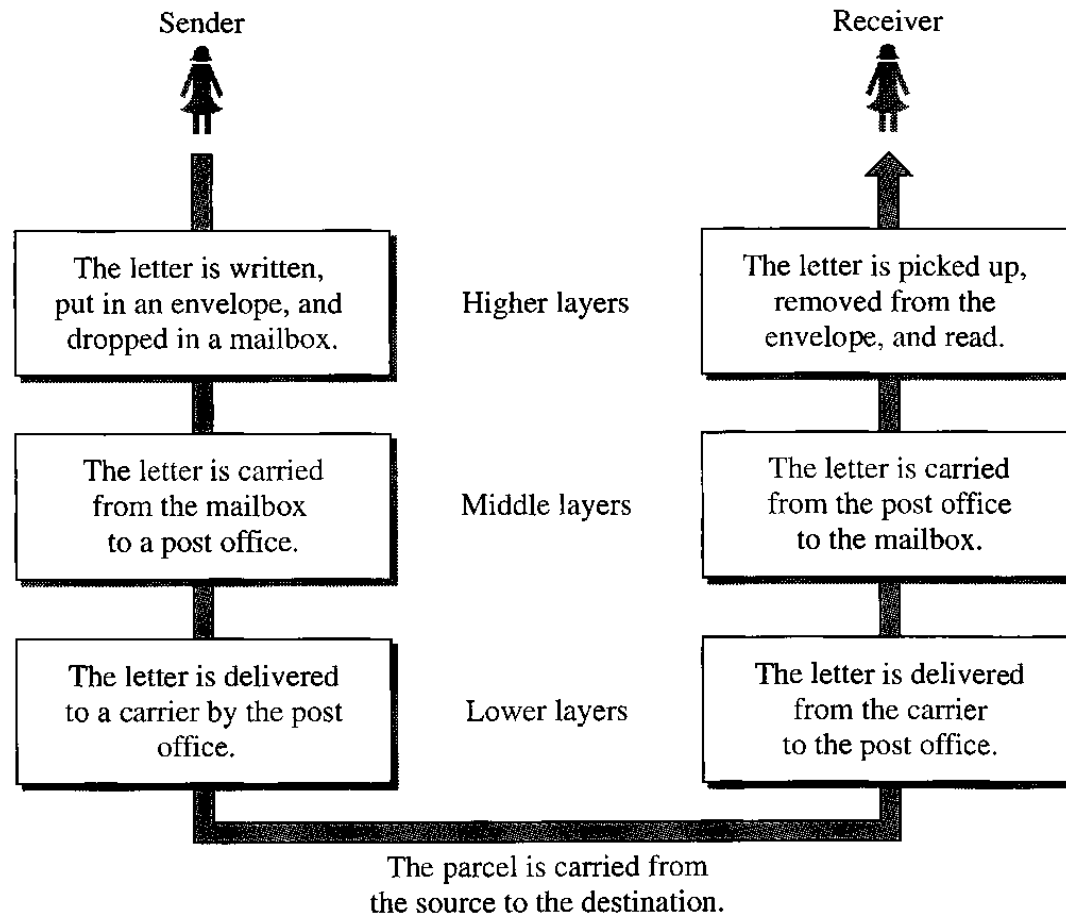 Sender
Receiver
The letter is written,
put in an envelope, and
dropped in a mailbox.
Higher layers
The letter is picked up,
removed from the
envelope, and read.
The letter is carried
from the mailbox
to a post office.
Middle layers
The letter is carried
from the post office
to the mailbox.
The letter is delivered
to a carrier by the post
office.
Lower layers
The letter is delivered
from the carrier
to the post office.
The parcel is carried from
the source to the destination.